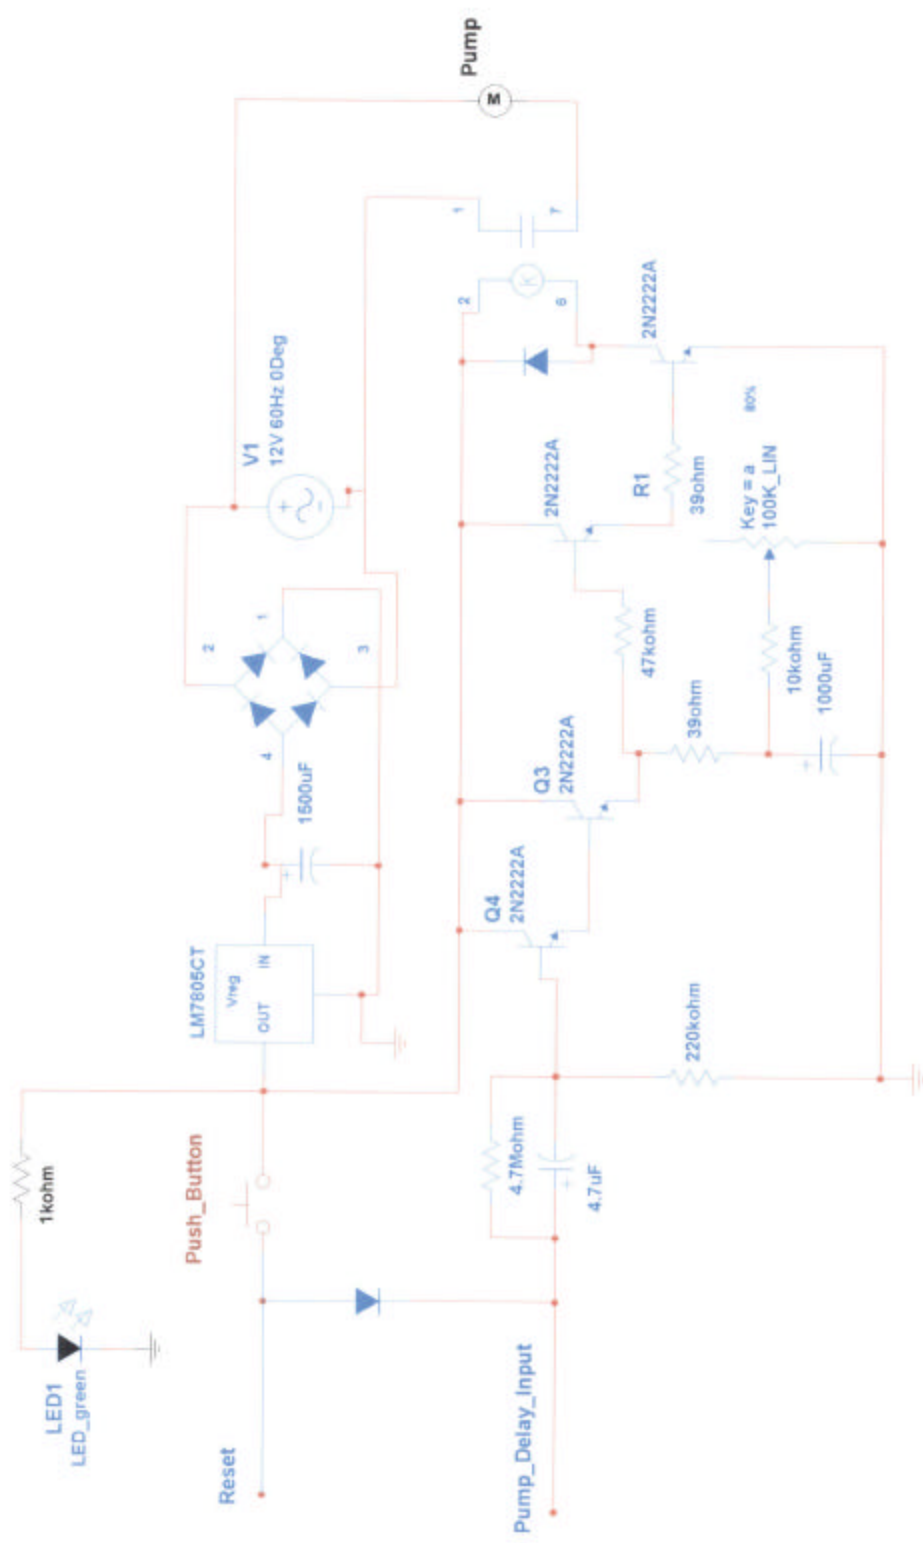 Pump
V1
12V 60Hz 0Deg
1
7
2
6
K
M
2N2222A
2
1
3
4
1500uF
LM7805CT
Vreg
IN
OUT
2N2222A
R1
39ohm
Key = a
100K_LIN
80%
47kohm
39ohm
10kohm
1000uF
Q3
2N2222A
Q4
2N2222A
220kohm
4.7Mohm
4.7uF
1kohm
Push_Button
LED1
LED_green
Reset
Pump_Delay_Input